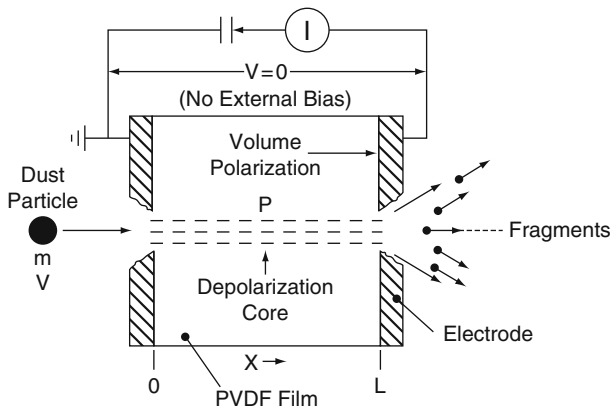 I
V=0
(No External Bias)
Volume
Polarization
Dust
Particle
m
V
P
Fragments
Depolarization
Core
Electrode
X
0
L
PVDF Film